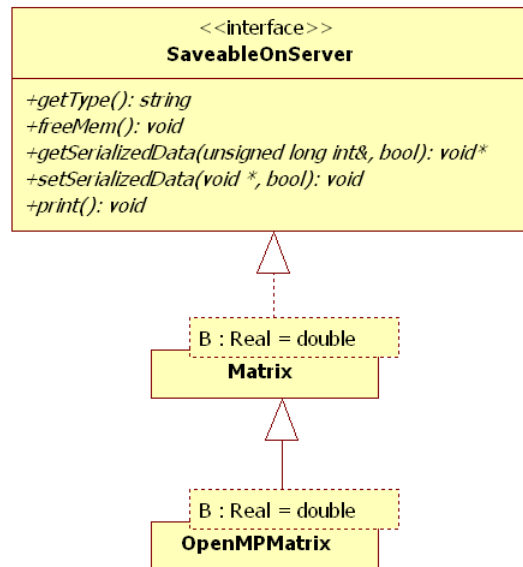 <<interface>>
SaveableOnServer
+getType(): string
+freeMem(): void
+getSerializedData(unsigned long int&, bool): void*
+setSerializedData(void *, bool): void
+print(): void
B : Real = double
Matrix
B : Real = double
OpenMPMatrix